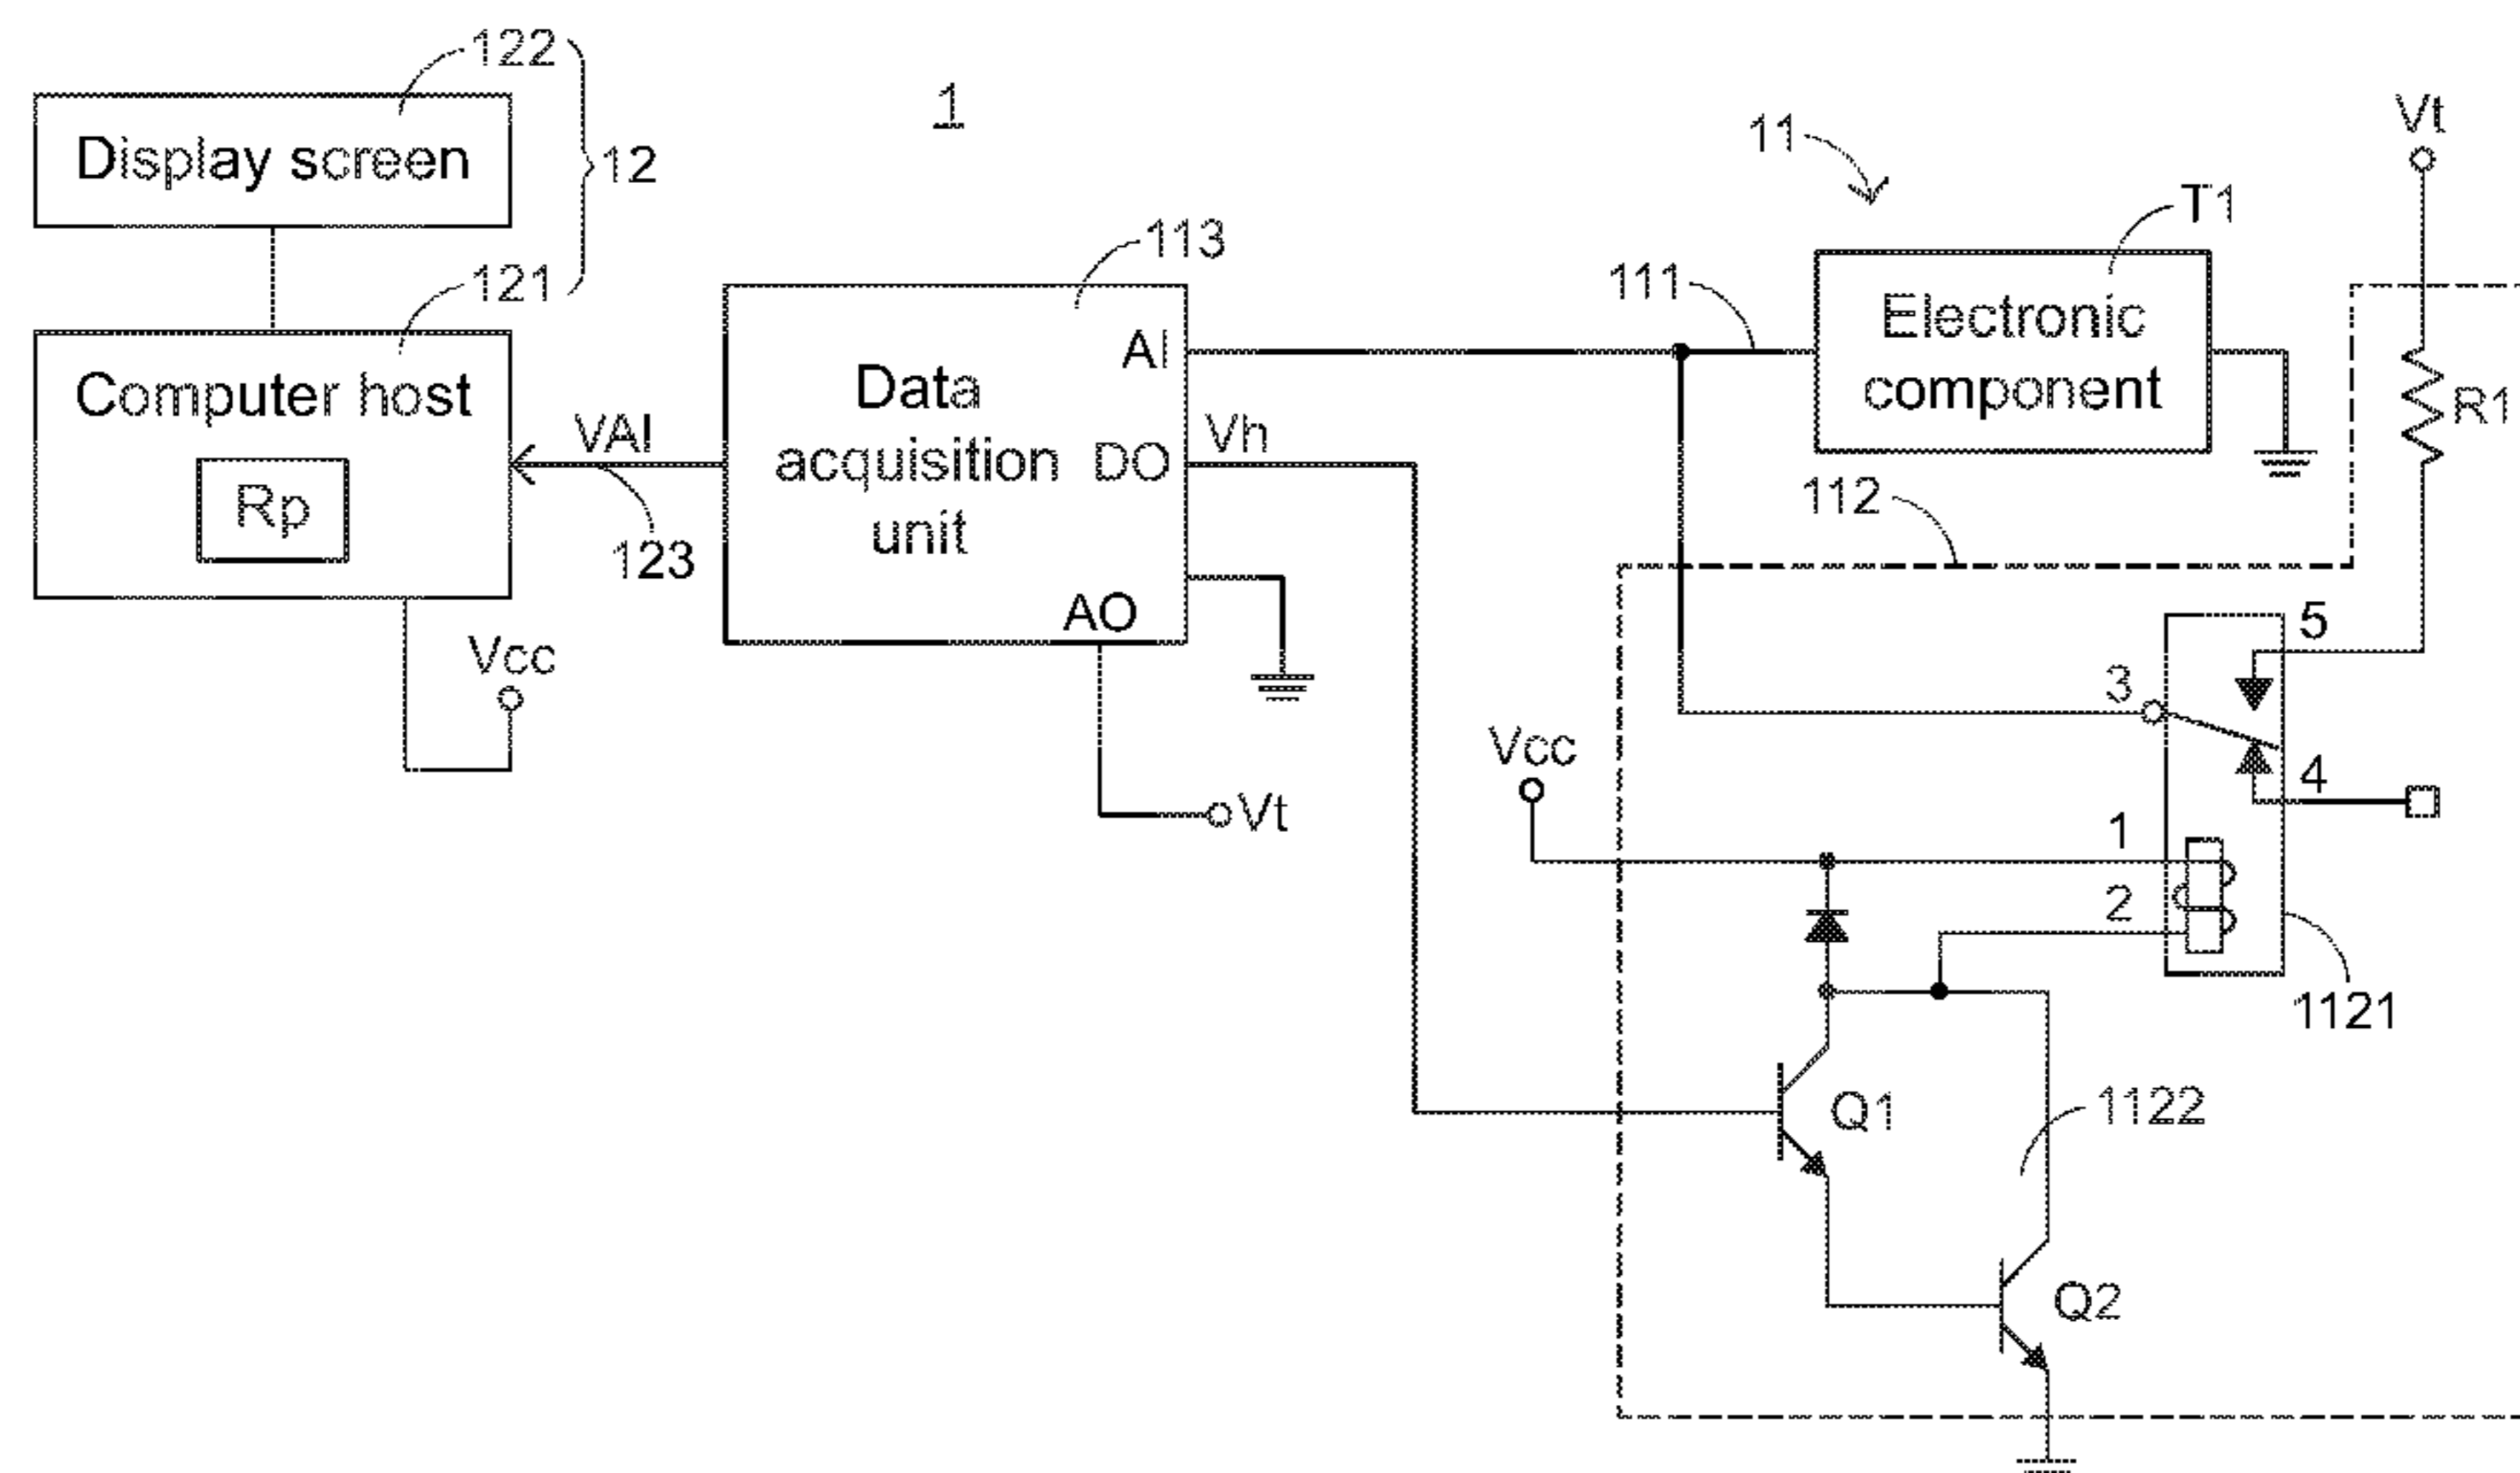 122
Display screen
12
1
11
Vt
T1
113
121
111
Electronic
component
R1
Computer host
Rp
VAI
123
Data
acquisition
unit
AI
DO
AO
Vh
112
Vcc
Vt
5
3
4
Vcc
1
2
1121
Q1
1122
Q2